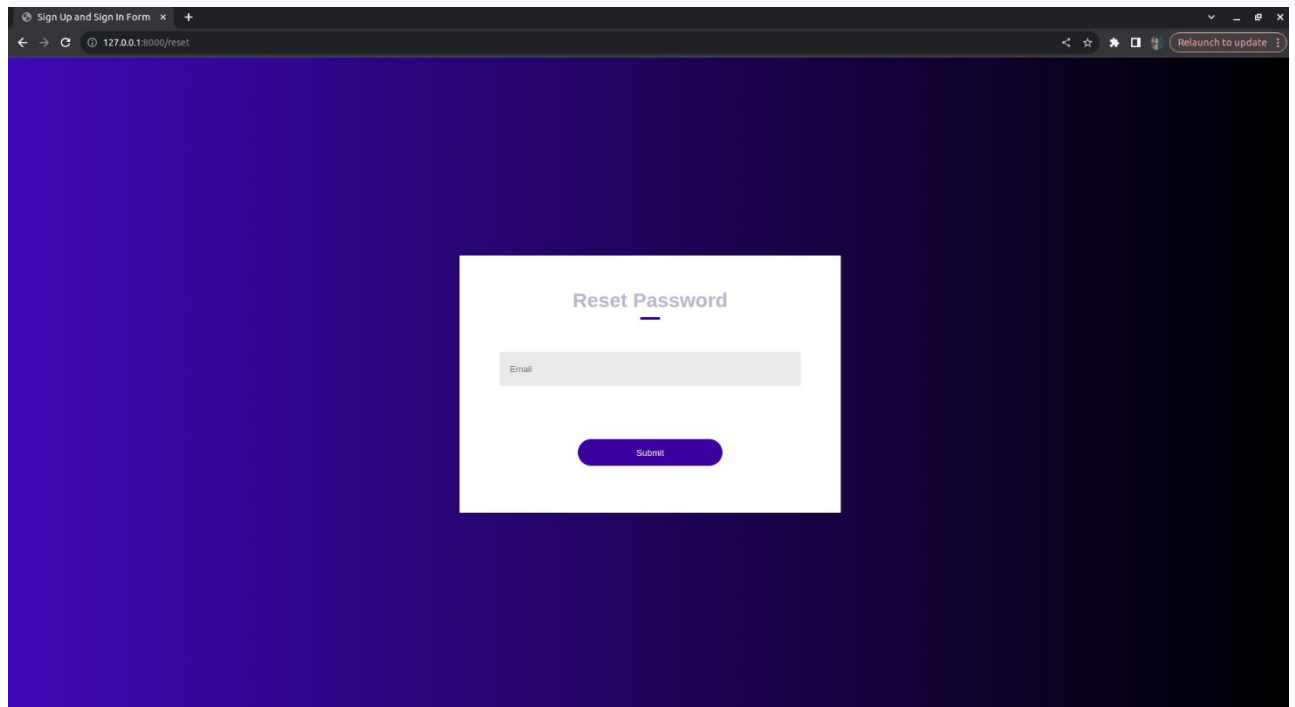 Sign Up and Sign In Form
127.0.0.1:8000/reset
Relaunch to update
Reset Password
Email
Submit